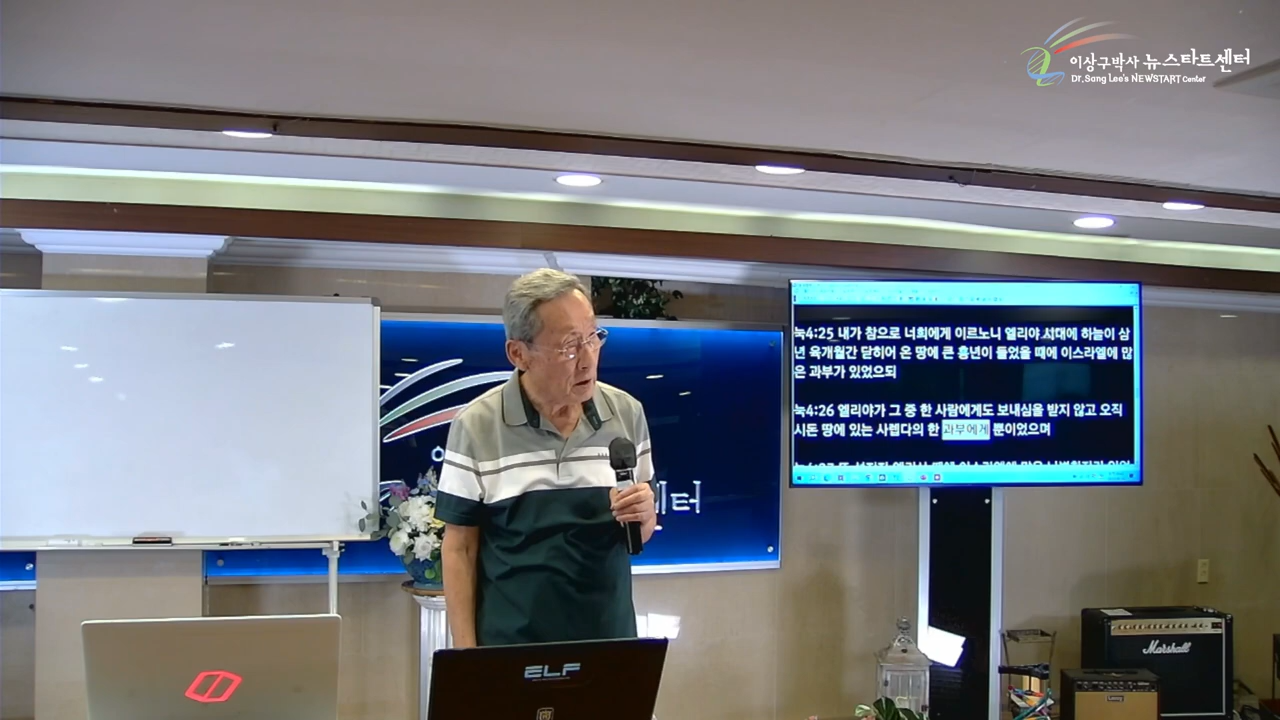 이상구박사 뉴스타트센터
Dr.Sang Lee's NEWSTART Center
눅4:25 내가 참으로 너희에게 이르노니 엘리야 시대에 하늘이 삼
년 육개월간 닫히어 온 땅에 큰 흉년이 들었을 때에 이스라엘에 많
은 과부가 있었으되
눅4:26 엘리야가 그 중 한 사람에게도 보내심을 받지 않고 오직
시돈 땅에 있는 사렙다의 한 과부에게 뿐이었으며
센터
ELF
Marshall
Laney